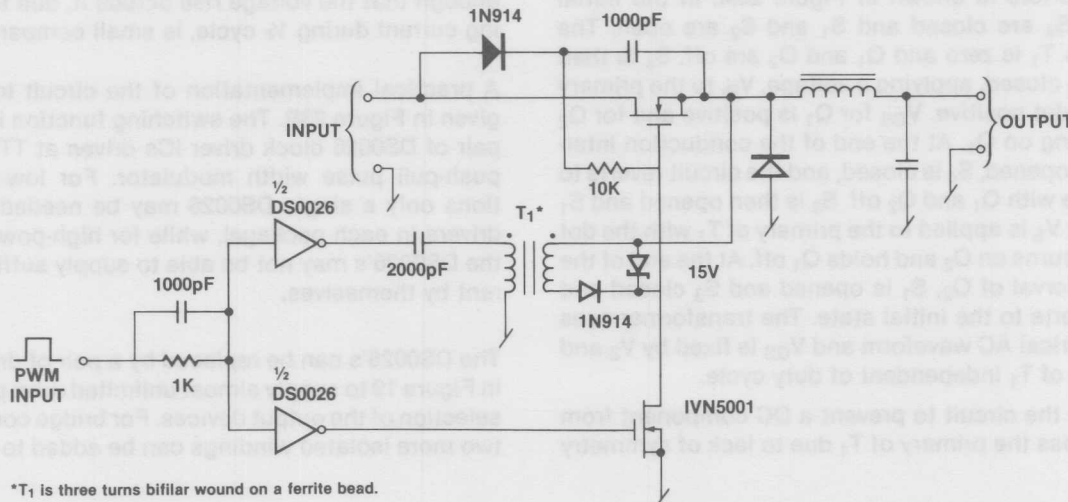 1N914
1000pF
INPUT
OUTPUT
10K
½
DS0026
T1*
2000pF
15V
1000pF
1N914
PWM
INPUT
1K
½
DS0026
IVN5001
*T1 is three turns bifilar wound on a ferrite bead.